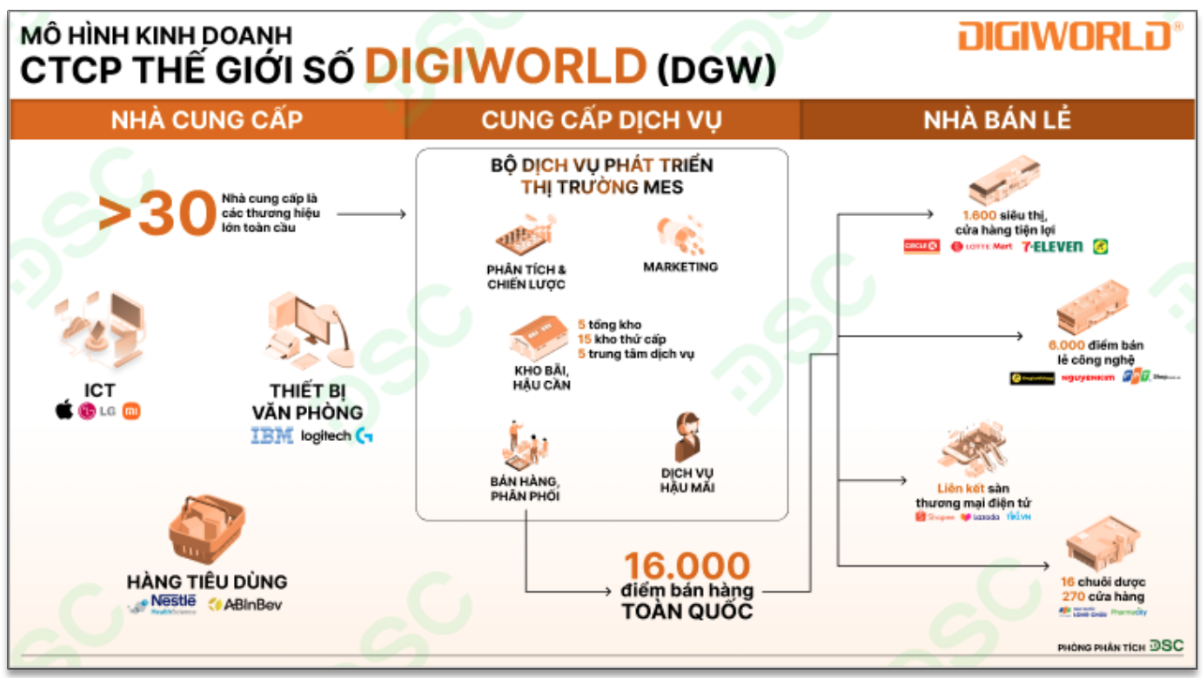 MÔ HÌNH KINH DOANH
CTCP THẾ GIỚI SỐ DIGIWORLD (DGW)
DIGIWORLD®
NHÀ CUNG CẤP
CUNG CẤP DỊCH VỤ
NHÀ BÁN LẺ
>30
Nhà cung cấp là
các thương hiệu
lớn toàn cầu
ICT
LG
THIẾT BỊ
VĂN PHÒNG
IBM logitech G
HÀNG TIÊU DÙNG
Nestlé
HealthScience
ABInBev
BỘ DỊCH VỤ PHÁT TRIỂN
THỊ TRƯỜNG MES
PHÂN TÍCH &
CHIẾN LƯỢC
MARKETING
5 tổng kho
15 kho thứ cấp
5 trung tâm dịch vụ
KHO BÃI,
HẬU CẦN
BÁN HÀNG,
PHÂN PHỐI
DỊCH VỤ
HẬU MÃI
16.000
điểm bán hàng
TOÀN QUỐC
1.600 siêu thị,
cửa hàng tiện lợi
CIRCLE K LOTTE Mart 7-ELEVEN
6.000 điểm bán
lẻ công nghệ
nguyenkim FPT Shop
Liên kết sàn
thương mại điện tử
Shopee Lazada TIKI.VN
16 chuỗi dược
270 cửa hàng
LONG CHÂU Pharmacity
PHÒNG PHÂN TÍCH DSC